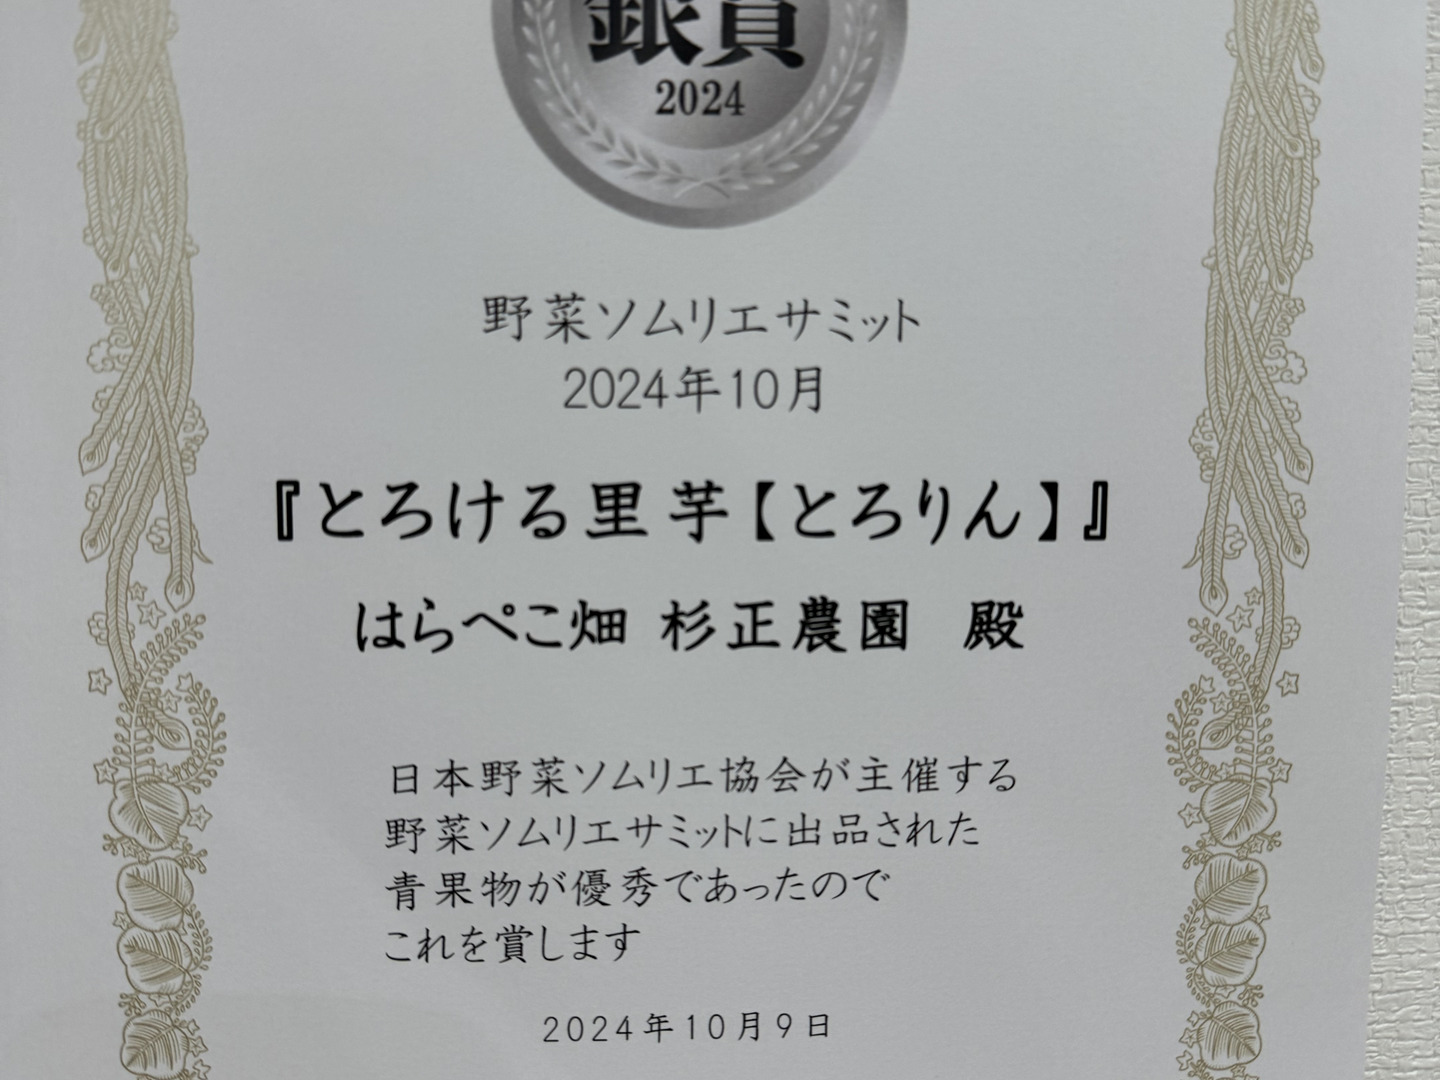 銀賞
2024
野菜ソムリエサミット
2024年10月
『とろける里芋【とろりん】』
はらぺこ畑 杉正農園 殿
日本野菜ソムリエ協会が主催する
野菜ソムリエサミットに出品された
青果物が優秀であったので
これを賞します
2024年10月9日